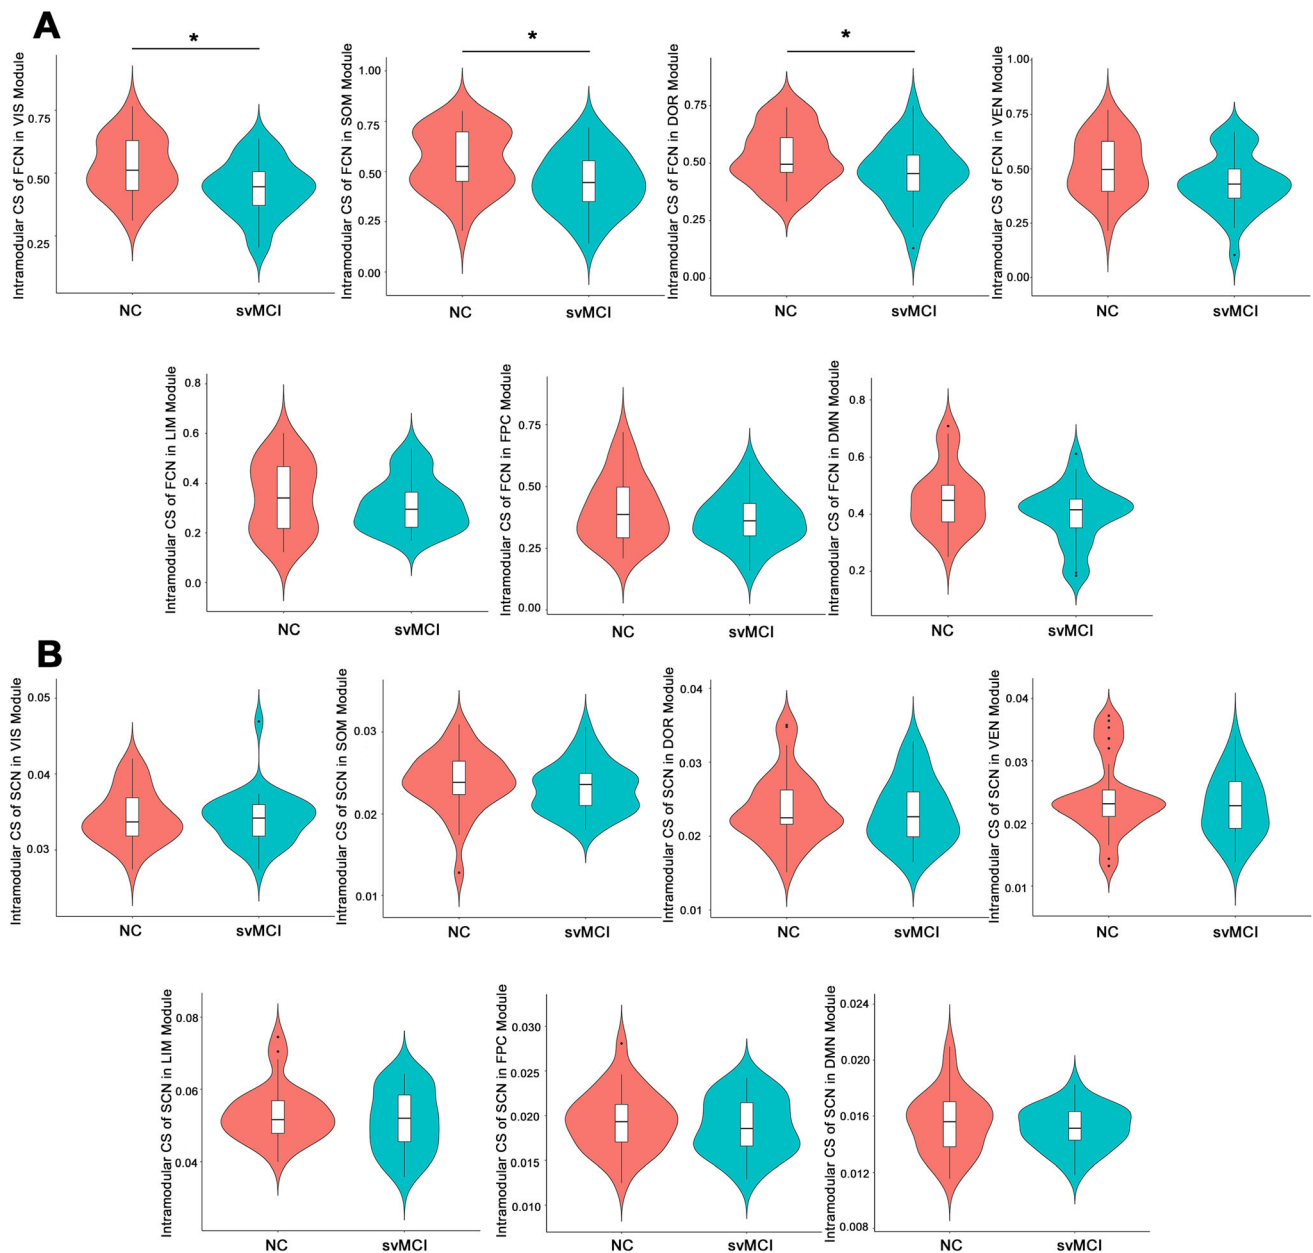 A
*
Intramodular CS of FCN in VIS Module
0.75
0.50
0.25
NC svMCI
*
Intramodular CS of FCN in SOM Module
1.00
0.75
0.50
0.25
0.00
NC svMCI
*
Intramodular CS of FCN in DOR Module
0.75
0.50
0.25
0.00
NC svMCI
Intramodular CS of FCN in VEN Module
1.00
0.75
0.50
0.25
0.00
NC svMCI
Intramodular CS of FCN in LIM Module
0.8
0.6
0.4
0.2
0.0
NC svMCI
Intramodular CS of FCN in FPC Module
0.75
0.50
0.25
0.00
NC svMCI
Intramodular CS of FCN in DMN Module
0.8
0.6
0.4
0.2
NC svMCI
B
Intramodular CS of SCN in VIS Module
0.05
0.04
0.03
NC svMCI
Intramodular CS of SCN in SOM Module
0.03
0.02
0.01
NC svMCI
Intramodular CS of SCN in DOR Module
0.04
0.03
0.02
0.01
NC svMCI
Intramodular CS of SCN in VEN Module
0.04
0.03
0.02
0.01
NC svMCI
Intramodular CS of SCN in LIM Module
0.08
0.06
0.04
NC svMCI
Intramodular CS of SCN in FPC Module
0.030
0.025
0.020
0.015
0.010
NC svMCI
Intramodular CS of SCN in DMN Module
0.024
0.020
0.016
0.012
0.008
NC svMCI